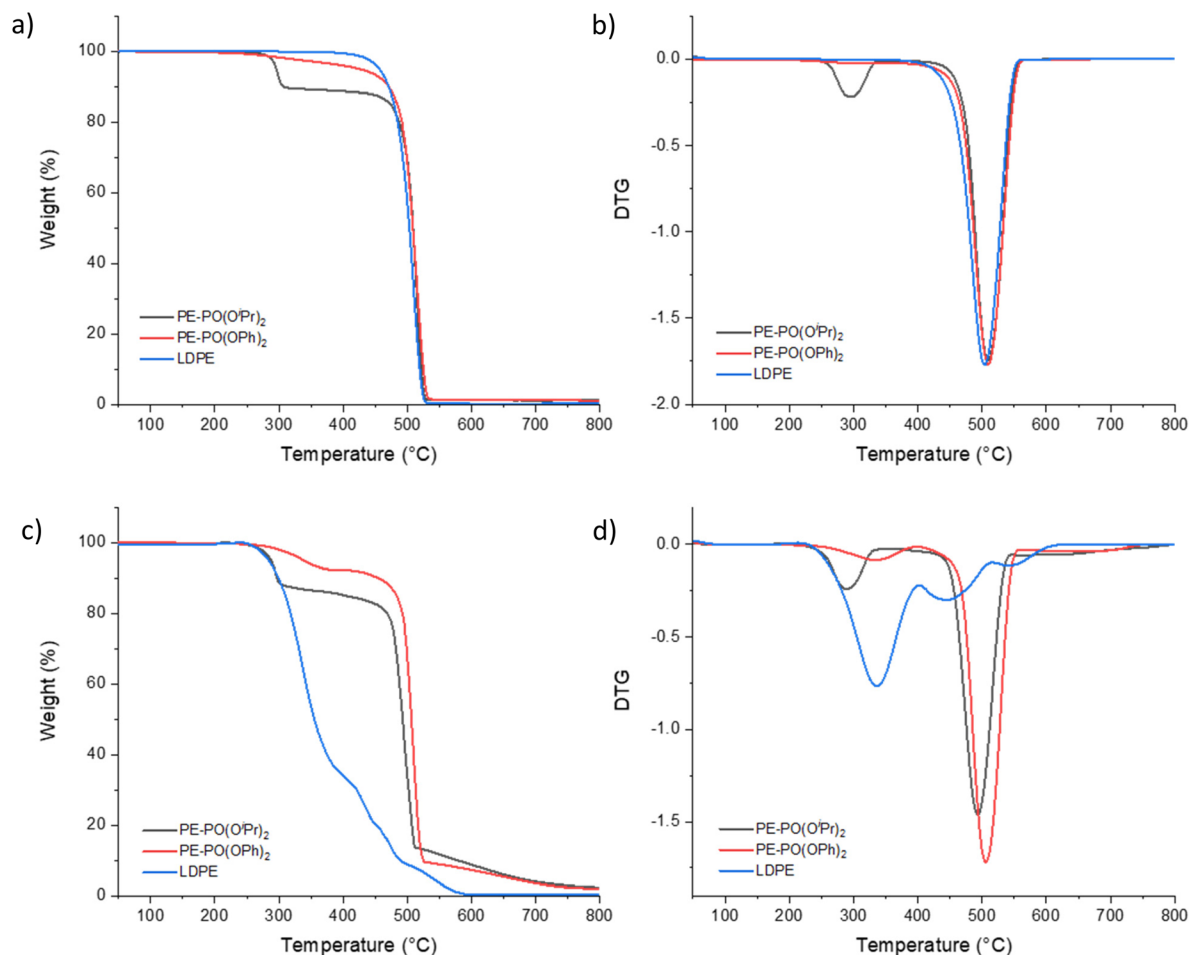 a)
100
80
60
40
20
0
Weight (%)
PE-PO(OⁱPr)₂
PE-PO(OPh)₂
LDPE
100 200 300 400 500 600 700 800
Temperature (°C)
b)
0.0
-0.5
-1.0
-1.5
-2.0
DTG
PE-PO(OⁱPr)₂
PE-PO(OPh)₂
LDPE
100 200 300 400 500 600 700 800
Temperature (°C)
c)
100
80
60
40
20
0
Weight (%)
PE-PO(OⁱPr)₂
PE-PO(OPh)₂
LDPE
100 200 300 400 500 600 700 800
Temperature (°C)
d)
0.0
-0.5
-1.0
-1.5
DTG
PE-PO(OⁱPr)₂
PE-PO(OPh)₂
LDPE
100 200 300 400 500 600 700 800
Temperature (°C)